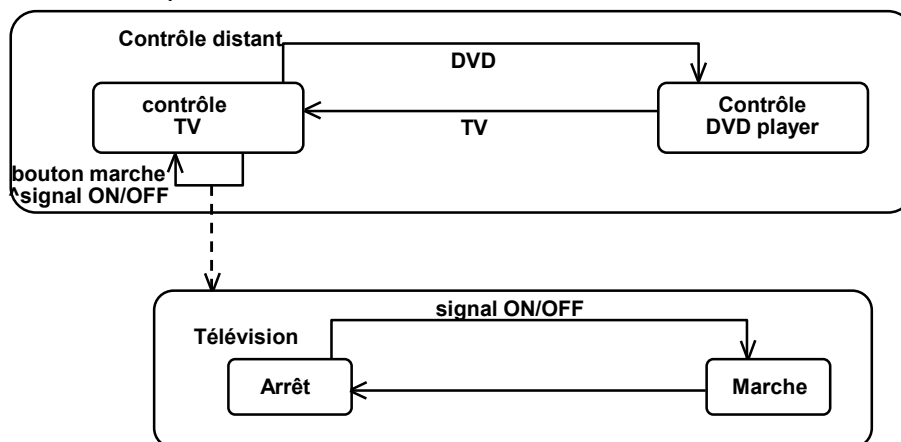 Contrôle distant
DVD
contrôle
TV
TV
Contrôle
DVD player
bouton marche
^signal ON/OFF
signal ON/OFF
Télévision
Arrêt
Marche